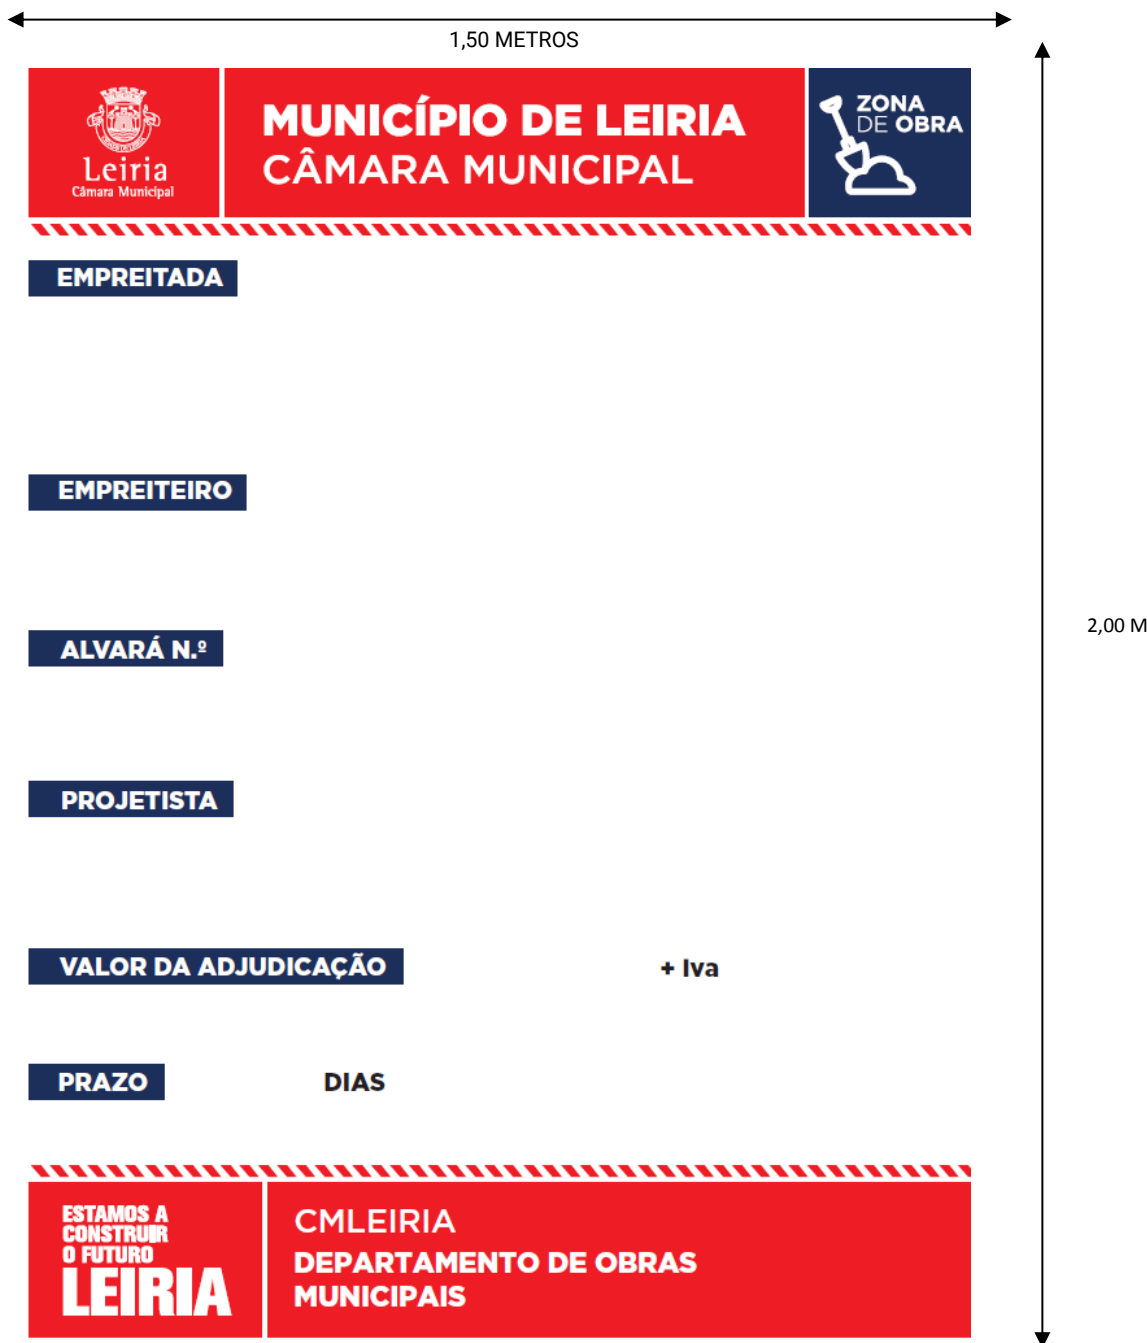 1,50 METROS
Leiria
Câmara Municipal
MUNICÍPIO DE LEIRIA
CÂMARA MUNICIPAL
ZONA
DE OBRA
EMPREITADA
EMPREITEIRO
2,00 M
ALVARÁ N.º
PROJETISTA
VALOR DA ADJUDICAÇÃO + Iva
PRAZO DIAS
ESTAMOS A
CONSTRUIR
O FUTURO
LEIRIA
CMLEIRIA
DEPARTAMENTO DE OBRAS
MUNICIPAIS